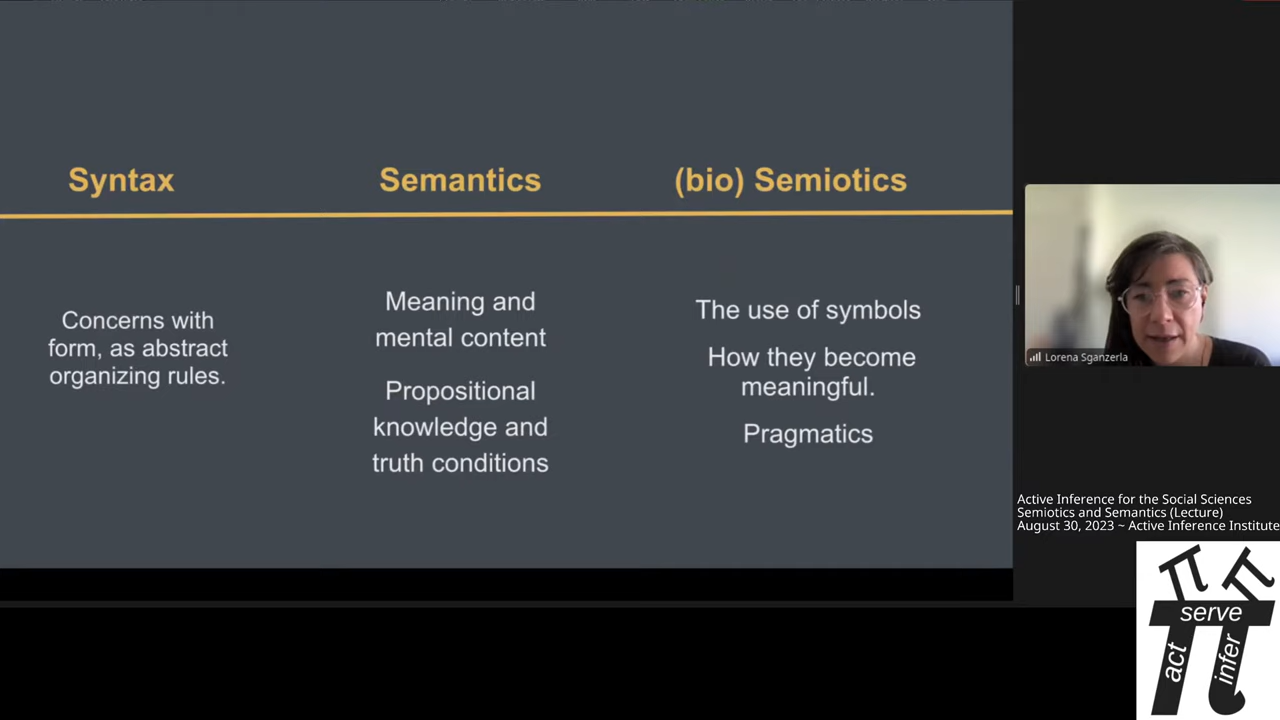 Syntax
Semantics
(bio) Semiotics
Concerns with
form, as abstract
organizing rules.
Meaning and
mental content
Propositional
knowledge and
truth conditions
The use of symbols
How they become
meaningful.
Pragmatics
Lorena Sganzerla
Active Inference for the Social Sciences
Semiotics and Semantics (Lecture)
August 30, 2023 ~ Active Inference Institute
π π
π
serve
act
infer